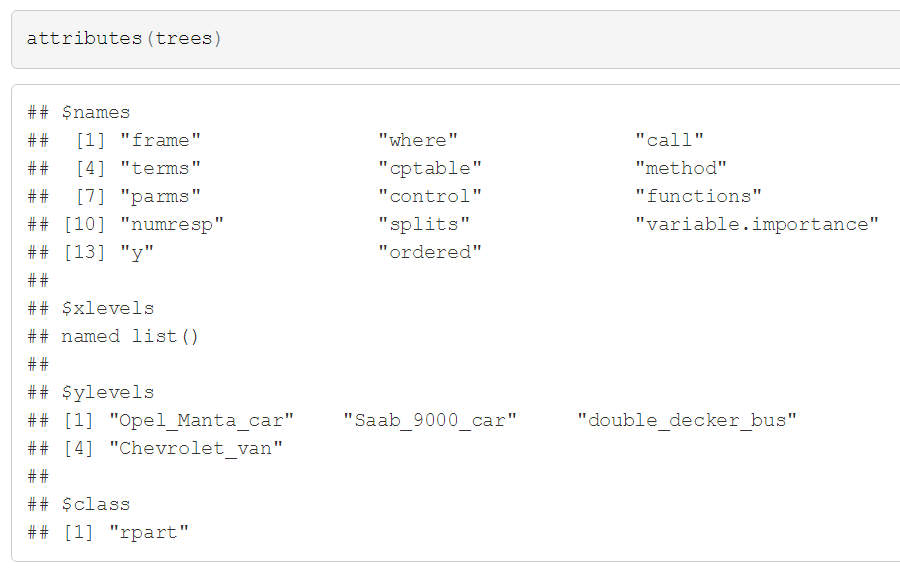 attributes(trees)
## $names
##  [1] "frame"               "where"               "call"
##  [4] "terms"               "cptable"             "method"
##  [7] "parms"               "control"             "functions"
## [10] "numresp"             "splits"              "variable.importance"
## [13] "y"                   "ordered"
##
## $xlevels
## named list()
##
## $ylevels
## [1] "Opel_Manta_car"    "Saab_9000_car"     "double_decker_bus"
## [4] "Chevrolet_van"
##
## $class
## [1] "rpart"